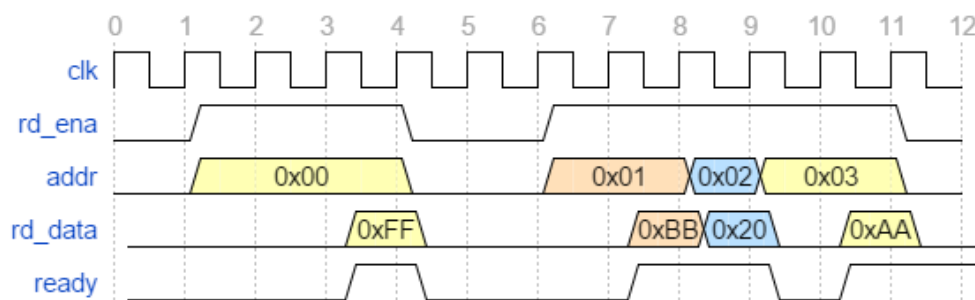 0 1 2 3 4 5 6 7 8 9 10 11 12
clk
rd_ena
addr 0x00 0x01 0x02 0x03
rd_data 0xFF 0xBB 0x20 0xAA
ready